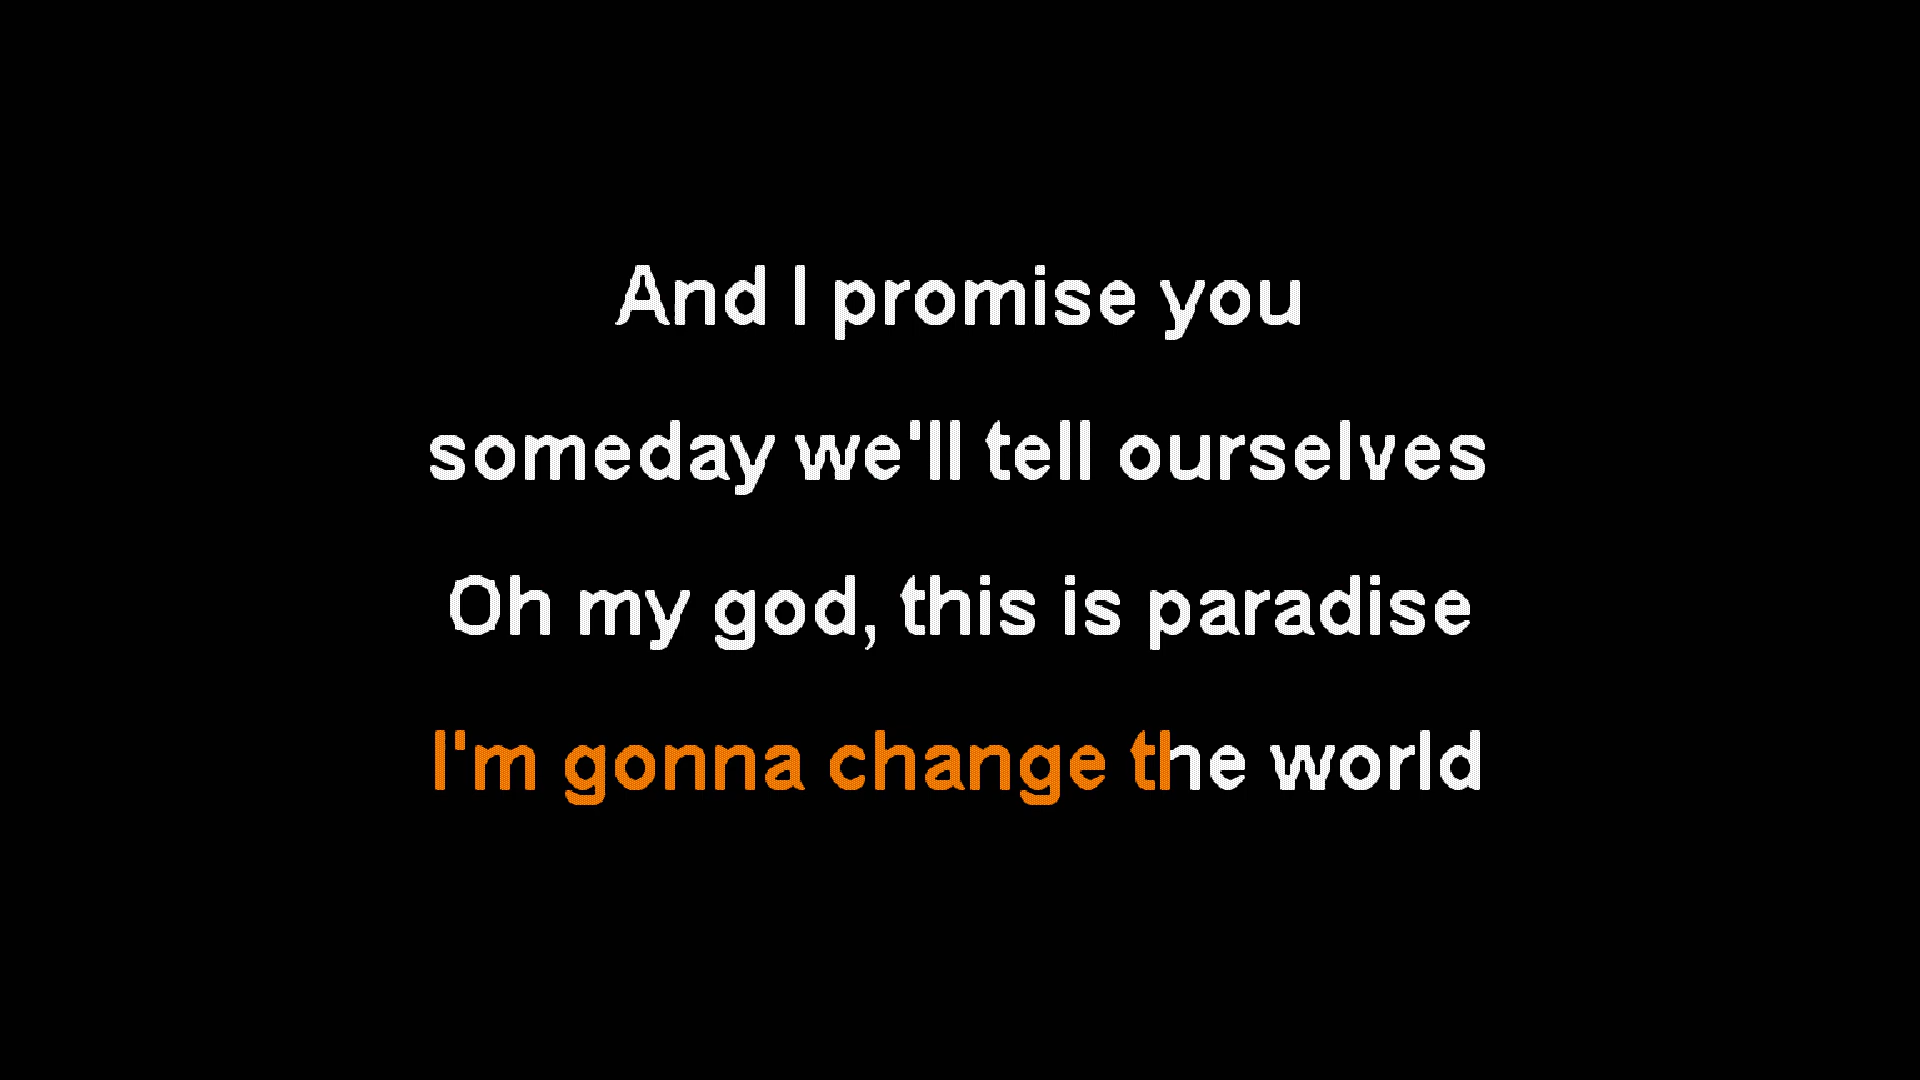 And I promise you
someday we'll tell ourselves
Oh my god, this is paradise
I'm gonna change the world